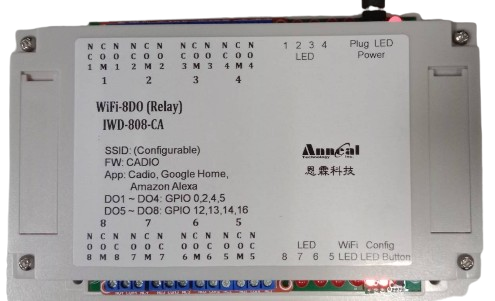 N C N N C N N C N N C N
C O O C O O C O O C O O
1 M 1 2 M 2 3 M 3 4 M 4
1 2 3 4
1 2 3 4
LED
Plug LED
Power
WiFi-8DO (Relay)
IWD-808-CA
SSID: (Configurable)
FW: CADIO
App: Cadio, Google Home,
Amazon Alexa
DO1 ~ DO4: GPIO 0,2,4,5
DO5 ~ DO8: GPIO 12,13,14,16
Anneal
Technology Inc.
恩霖科技
8 7 6 5
N C N N C N N C N N C N
O O C O O C O O C O O C
8 M 8 7 M 7 6 M 6 5 M 5
LED WiFi Config
8 7 6 5 LED LED Button